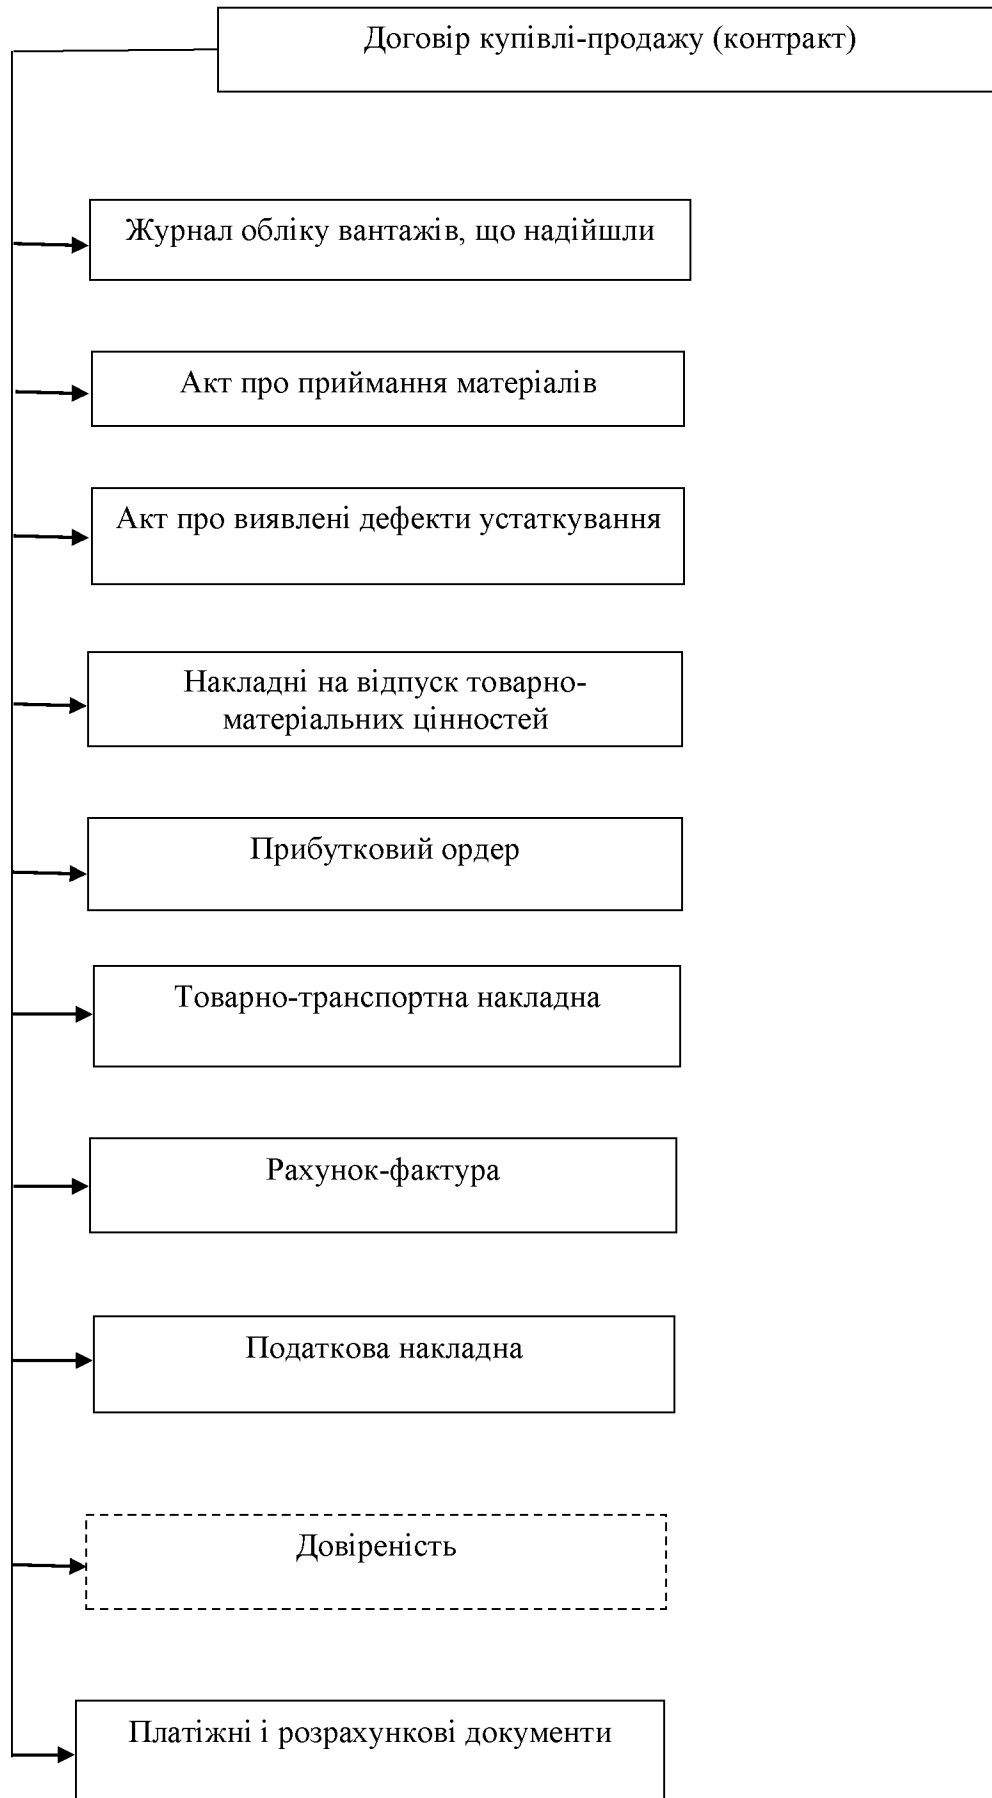 Договір купівлі-продажу (контракт)
Журнал обліку вантажів, що надійшли
Акт про приймання матеріалів
Акт про виявлені дефекти устаткування
Накладні на відпуск товарно-
матеріальних цінностей
Прибутковий ордер
Товарно-транспортна накладна
Рахунок-фактура
Податкова накладна
Довіреність
Платіжні і розрахункові документи